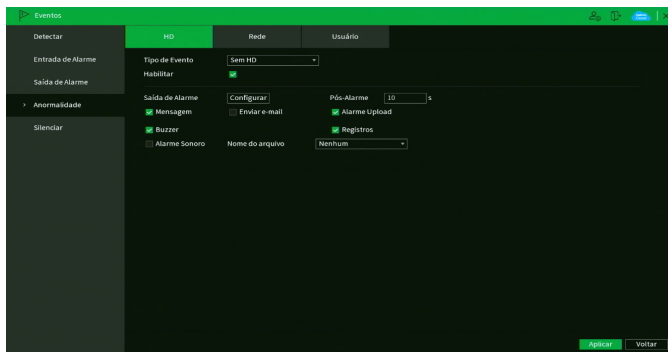 Eventos
Detectar
Entrada de Alarme
Saída de Alarme
Anormalidade
Silenciar
HD Rede Usuário
Tipo de Evento Sem HD
Habilitar
Saída de Alarme Configurar Pós-Alarme 10 s
Mensagem Enviar e-mail Alarme Upload
Buzzer Registros
Alarme Sonoro Nome do arquivo Nenhum
Aplicar Voltar